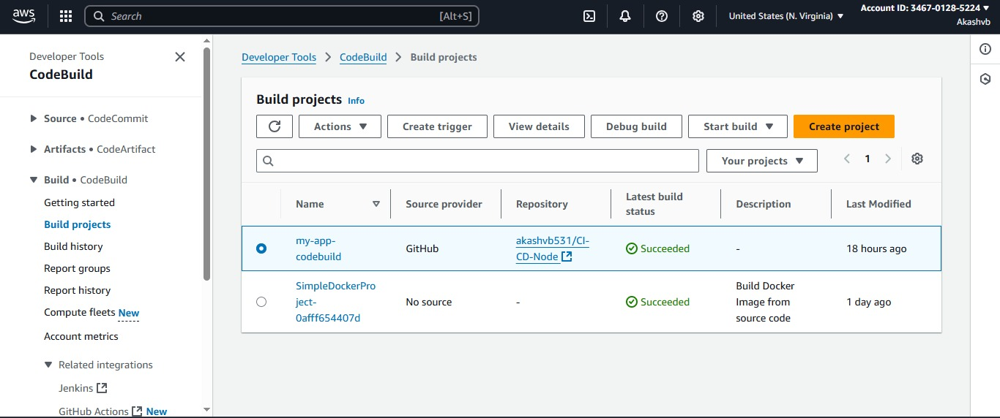 aws
Search [Alt+S] United States (N. Virginia) Account ID: 3467-0128-5224
Akashvb
Developer Tools
CodeBuild
Source • CodeCommit
Artifacts • CodeArtifact
Build • CodeBuild
Getting started
Build projects
Build history
Report groups
Report history
Compute fleets New
Account metrics
Related integrations
Jenkins
GitHub Actions New
Developer Tools CodeBuild Build projects
Build projects Info
Actions Create trigger View details Debug build Start build Create project
Your projects 1
Name Source provider Repository Latest build status Description Last Modified
my-app-
codebuild
GitHub
akashvb531/CI-
CD-Node
Succeeded
-
18 hours ago
SimpleDockerPro
ject-
0afff654407d
No source
-
Succeeded
Build Docker
Image from
source code
1 day ago